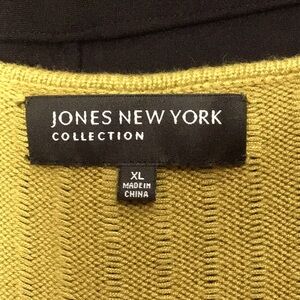 JONES NEW YORK
COLLECTION
XL
MADE IN
CHINA